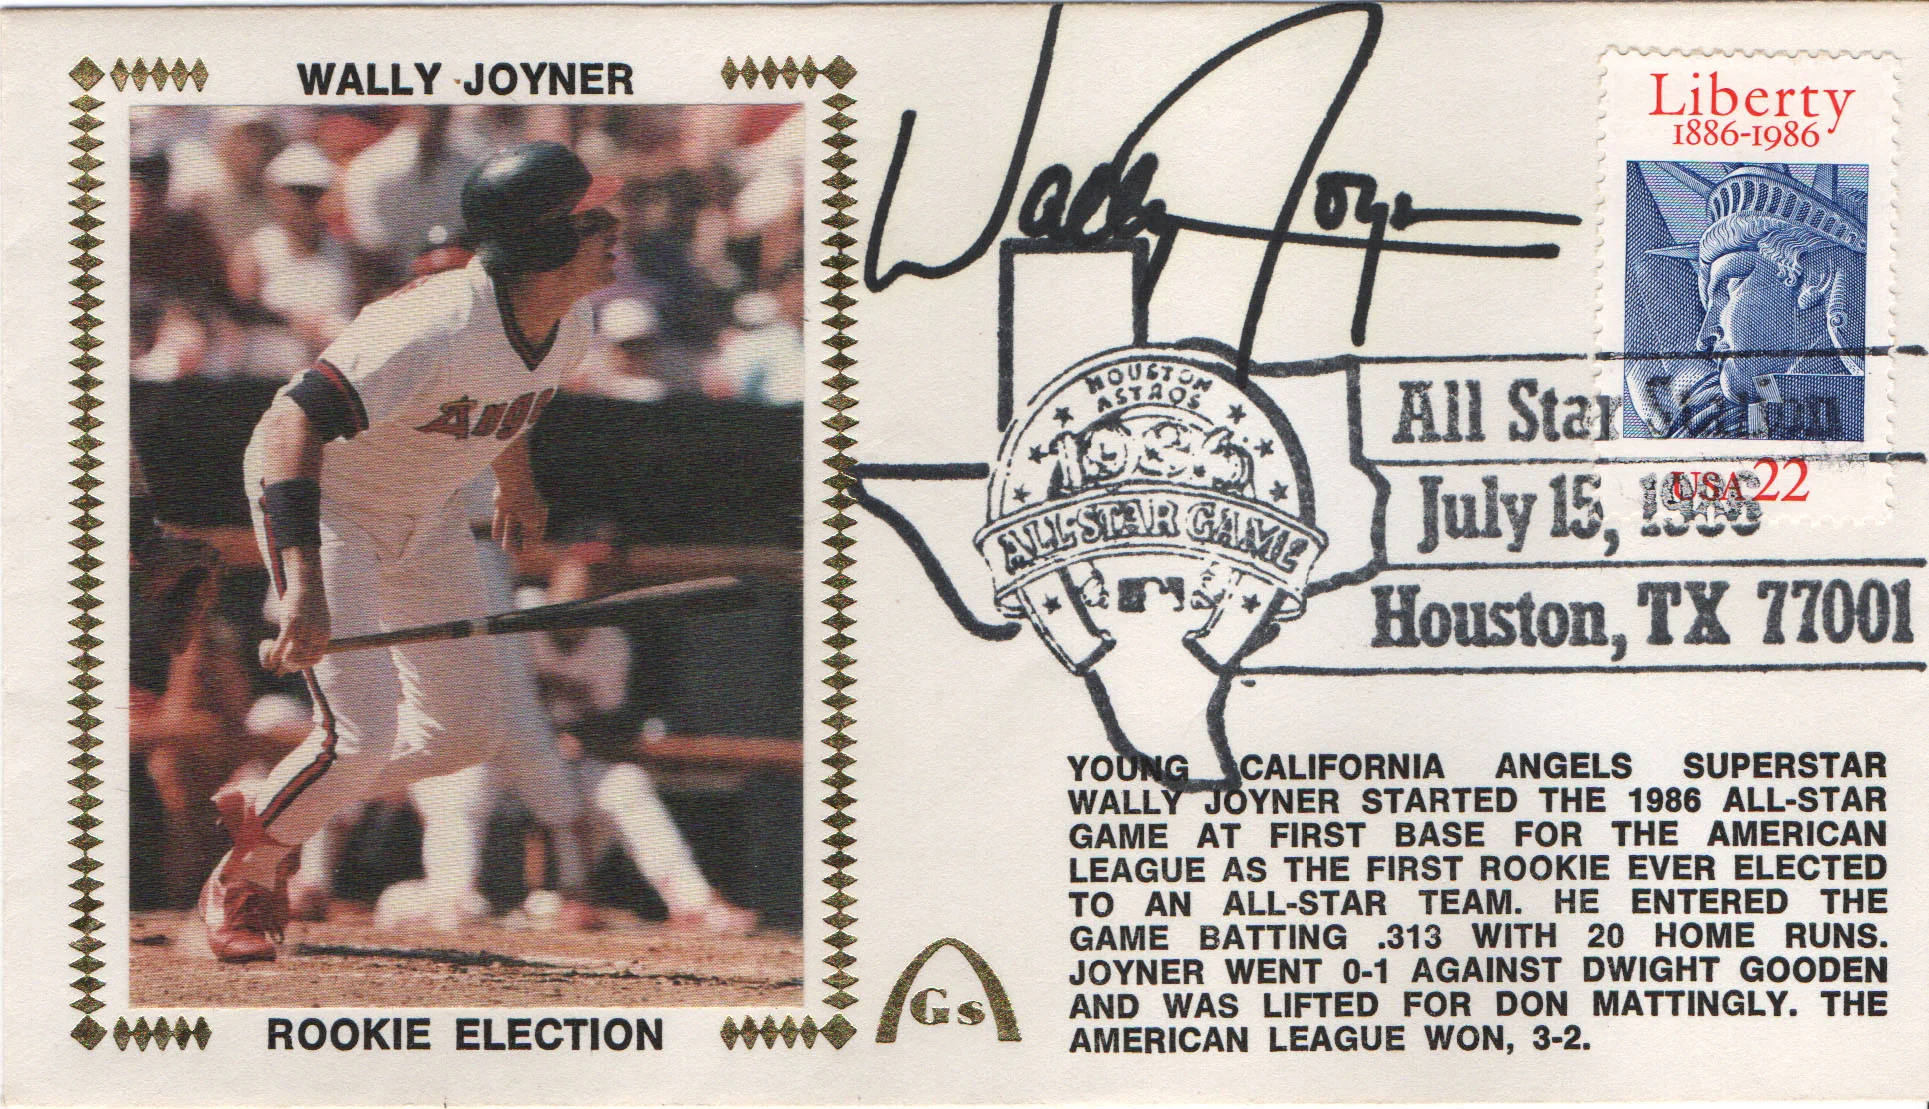 WALLY JOYNER
Angels
ROOKIE ELECTION
Gs
Wally Joyner
Liberty
1886-1986
USA 22
HOUSTON
ASTROS
1986
ALL-STAR GAME
All Star Station
July 15, 1986
Houston, TX 77001
YOUNG CALIFORNIA ANGELS SUPERSTAR
WALLY JOYNER STARTED THE 1986 ALL-STAR
GAME AT FIRST BASE FOR THE AMERICAN
LEAGUE AS THE FIRST ROOKIE EVER ELECTED
TO AN ALL-STAR TEAM. HE ENTERED THE
GAME BATTING .313 WITH 20 HOME RUNS.
JOYNER WENT 0-1 AGAINST DWIGHT GOODEN
AND WAS LIFTED FOR DON MATTINGLY. THE
AMERICAN LEAGUE WON, 3-2.